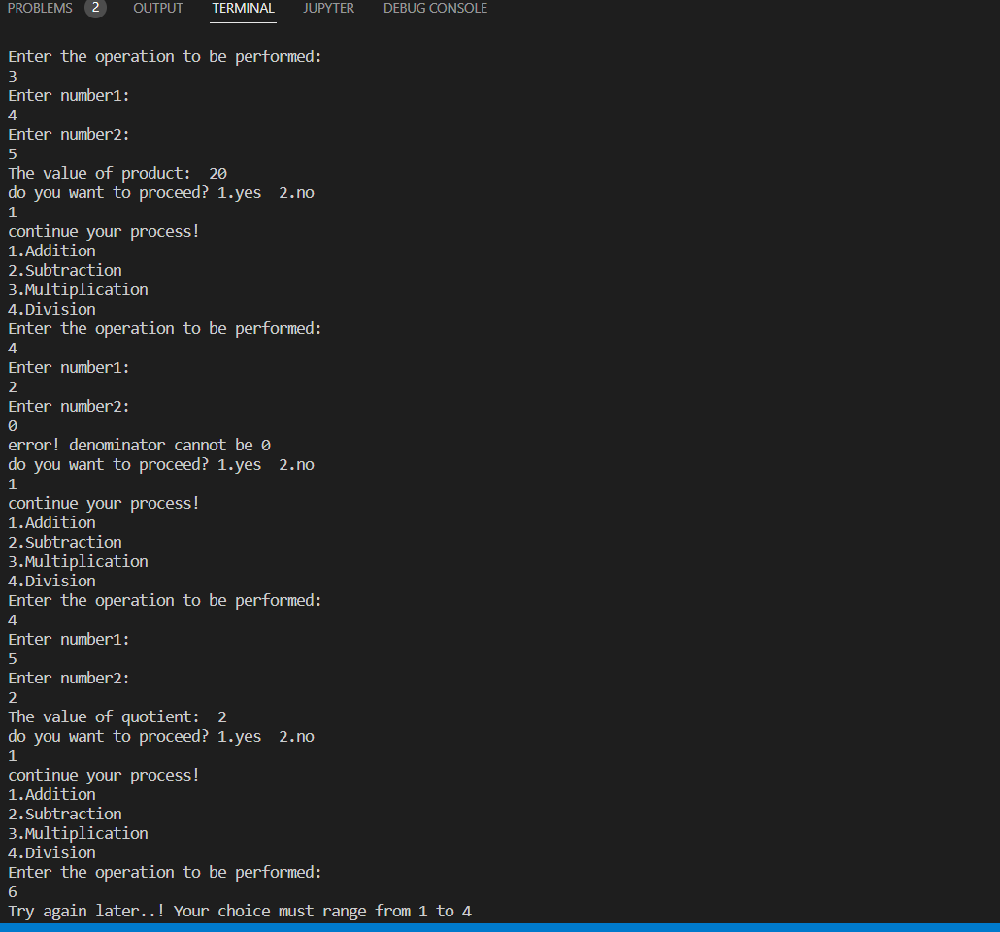 PROBLEMS 2 OUTPUT TERMINAL JUPYTER DEBUG CONSOLE
Enter the operation to be performed:
3
Enter number1:
4
Enter number2:
5
The value of product:  20
do you want to proceed? 1.yes  2.no
1
continue your process!
1.Addition
2.Subtraction
3.Multiplication
4.Division
Enter the operation to be performed:
4
Enter number1:
2
Enter number2:
0
error! denominator cannot be 0
do you want to proceed? 1.yes  2.no
1
continue your process!
1.Addition
2.Subtraction
3.Multiplication
4.Division
Enter the operation to be performed:
4
Enter number1:
5
Enter number2:
2
The value of quotient:  2
do you want to proceed? 1.yes  2.no
1
continue your process!
1.Addition
2.Subtraction
3.Multiplication
4.Division
Enter the operation to be performed:
6
Try again later..! Your choice must range from 1 to 4